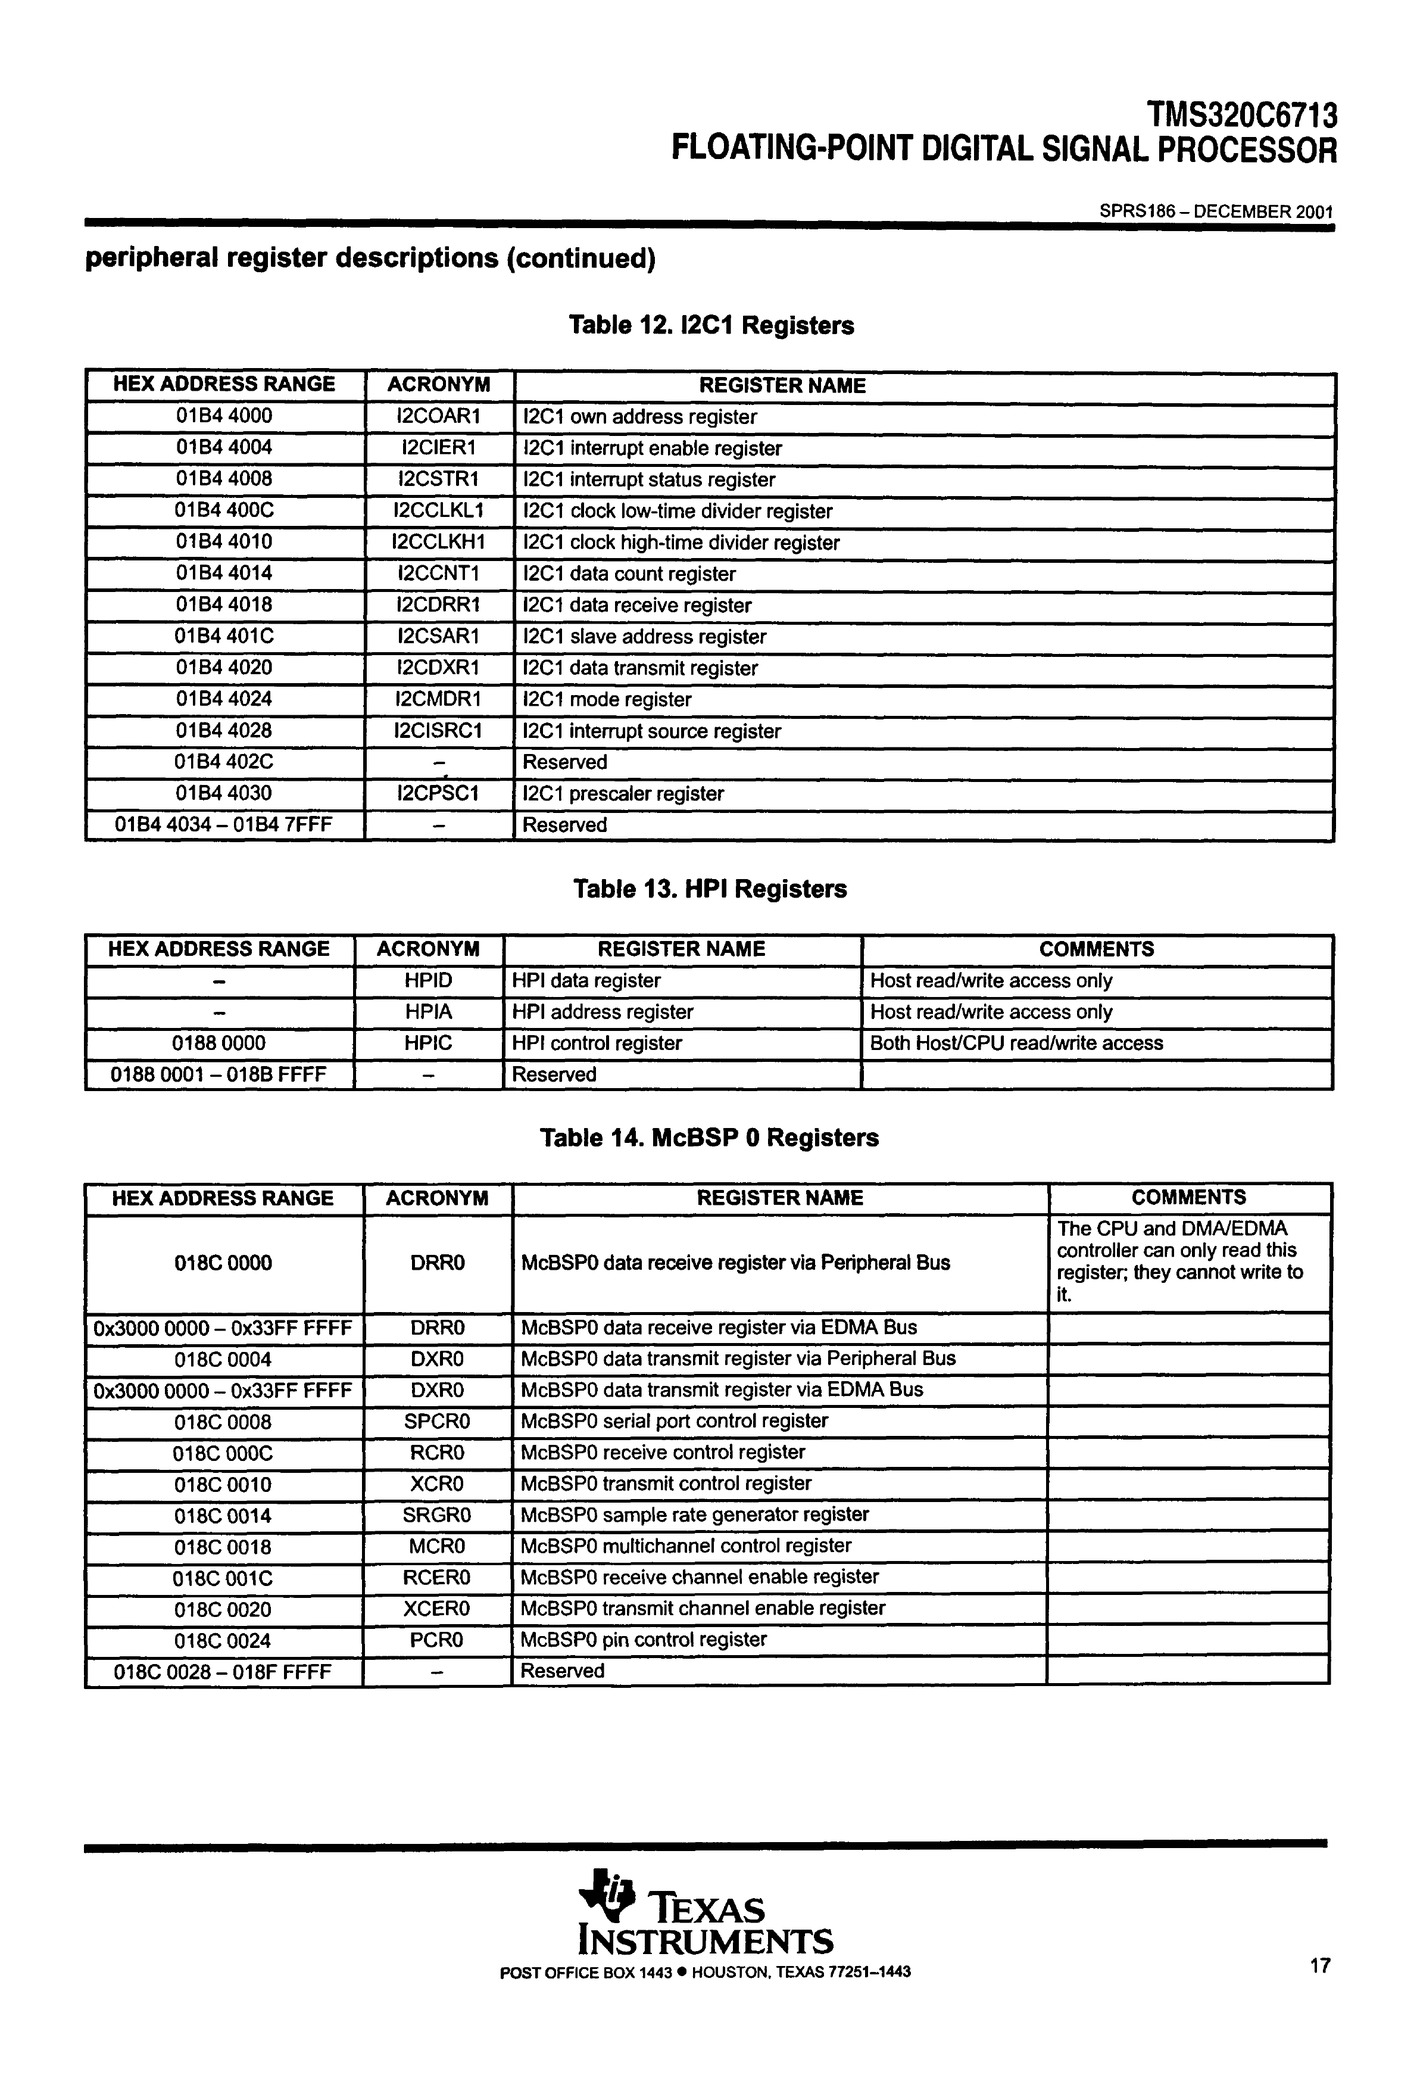 TMS320C6713
FLOATING-POINT DIGITAL SIGNAL PROCESSOR
SPRS186 – DECEMBER 2001
peripheral register descriptions (continued)
Table 12. I2C1 Registers
HEX ADDRESS RANGE ACRONYM REGISTER NAME
01B4 4000 I2COAR1 I2C1 own address register
01B4 4004 I2CIER1 I2C1 interrupt enable register
01B4 4008 I2CSTR1 I2C1 interrupt status register
01B4 400C I2CCLKL1 I2C1 clock low-time divider register
01B4 4010 I2CCLKH1 I2C1 clock high-time divider register
01B4 4014 I2CCNT1 I2C1 data count register
01B4 4018 I2CDRR1 I2C1 data receive register
01B4 401C I2CSAR1 I2C1 slave address register
01B4 4020 I2CDXR1 I2C1 data transmit register
01B4 4024 I2CMDR1 I2C1 mode register
01B4 4028 I2CISRC1 I2C1 interrupt source register
01B4 402C – Reserved
01B4 4030 I2CPSC1 I2C1 prescaler register
01B4 4034 – 01B4 7FFF – Reserved
Table 13. HPI Registers
HEX ADDRESS RANGE ACRONYM REGISTER NAME COMMENTS
– HPID HPI data register Host read/write access only
– HPIA HPI address register Host read/write access only
0188 0000 HPIC HPI control register Both Host/CPU read/write access
0188 0001 – 018B FFFF – Reserved
Table 14. McBSP 0 Registers
HEX ADDRESS RANGE ACRONYM REGISTER NAME COMMENTS
018C 0000 DRR0 McBSP0 data receive register via Peripheral Bus
The CPU and DMA/EDMA
controller can only read this
register; they cannot write to
it.
0x3000 0000 – 0x33FF FFFF DRR0 McBSP0 data receive register via EDMA Bus
018C 0004 DXR0 McBSP0 data transmit register via Peripheral Bus
0x3000 0000 – 0x33FF FFFF DXR0 McBSP0 data transmit register via EDMA Bus
018C 0008 SPCR0 McBSP0 serial port control register
018C 000C RCR0 McBSP0 receive control register
018C 0010 XCR0 McBSP0 transmit control register
018C 0014 SRGR0 McBSP0 sample rate generator register
018C 0018 MCR0 McBSP0 multichannel control register
018C 001C RCER0 McBSP0 receive channel enable register
018C 0020 XCER0 McBSP0 transmit channel enable register
018C 0024 PCR0 McBSP0 pin control register
018C 0028 – 018F FFFF – Reserved
TEXAS
INSTRUMENTS
POST OFFICE BOX 1443 ● HOUSTON, TEXAS 77251–1443
17